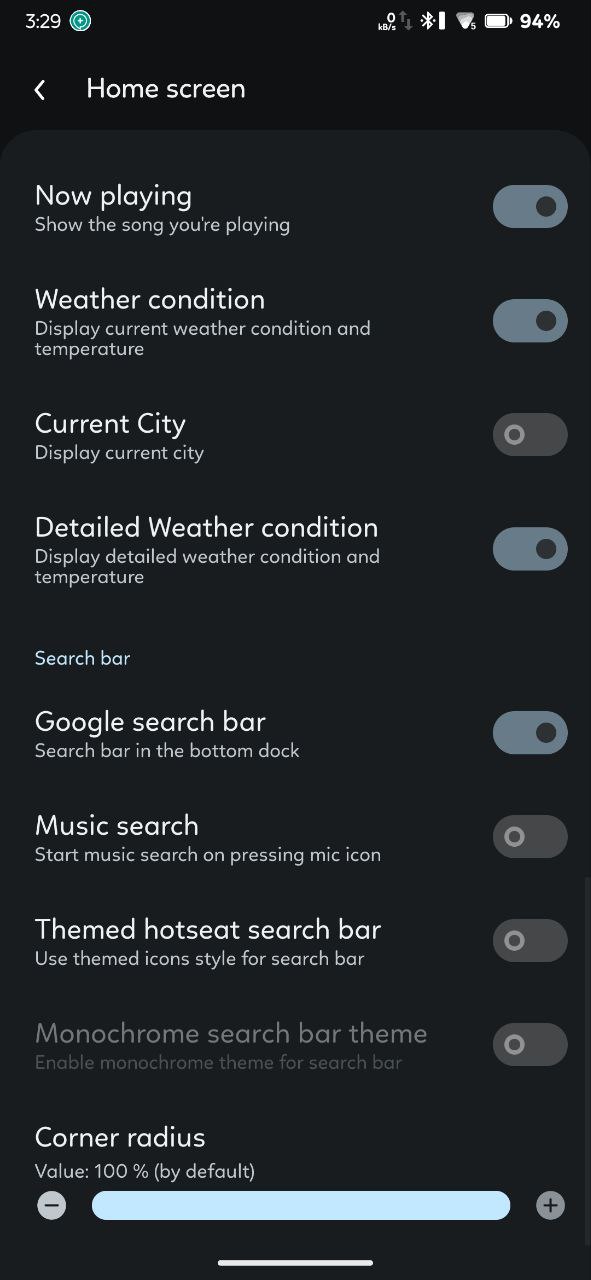 3:29
0
kB/s
5
94%
Home screen
Now playing
Show the song you're playing
Weather condition
Display current weather condition and
temperature
Current City
Display current city
Detailed Weather condition
Display detailed weather condition and
temperature
Search bar
Google search bar
Search bar in the bottom dock
Music search
Start music search on pressing mic icon
Themed hotseat search bar
Use themed icons style for search bar
Monochrome search bar theme
Enable monochrome theme for search bar
Corner radius
Value: 100 % (by default)